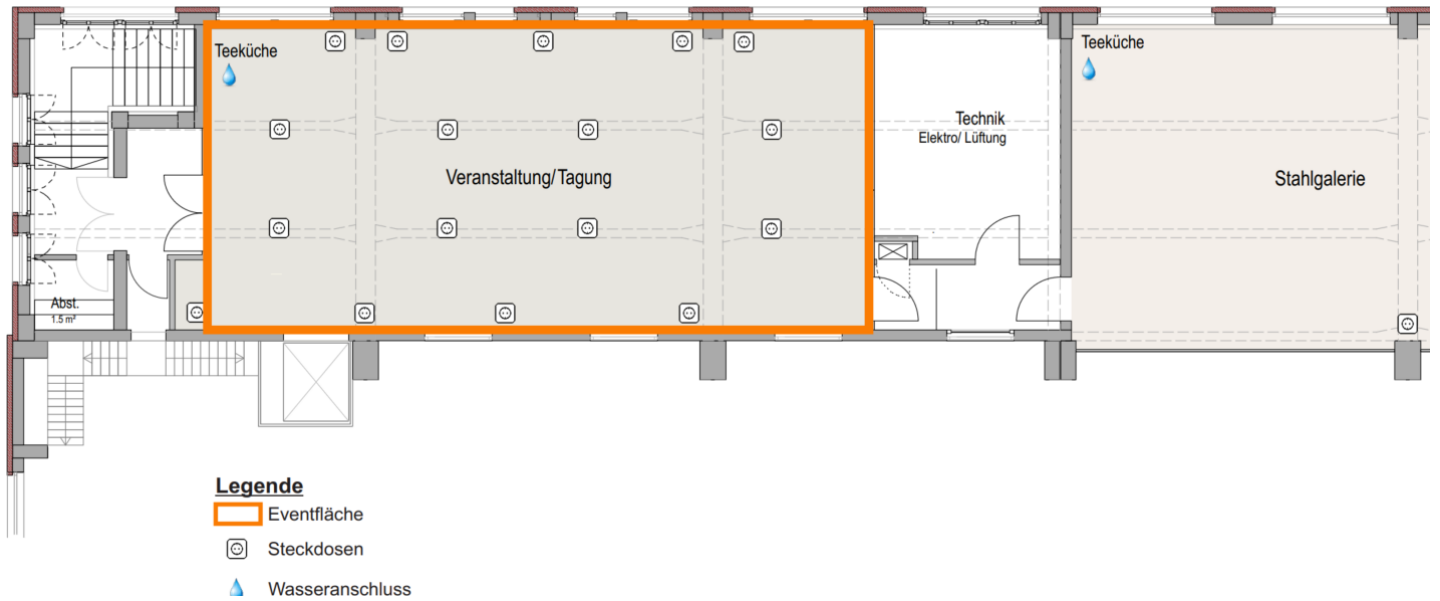 Teeküche
Teeküche
Technik
Elektro/ Lüftung
Veranstaltung/Tagung
Stahlgalerie
Abst.
1.5 m²
Legende
Eventfläche
Steckdosen
Wasseranschluss